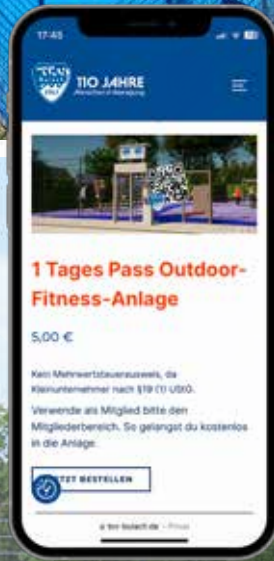 17:45
110 JAHRE
1 Tages Pass Outdoor-
Fitness-Anlage
5,00 €
Kein Mehrwertsteuerausweis, da
Kleinunternehmer nach §19 (1) UStG.
Verwende als Mitglied bitte den
Mitgliederbereich. So gelangst du kostenlos
in die Anlage.
BESTELLEN